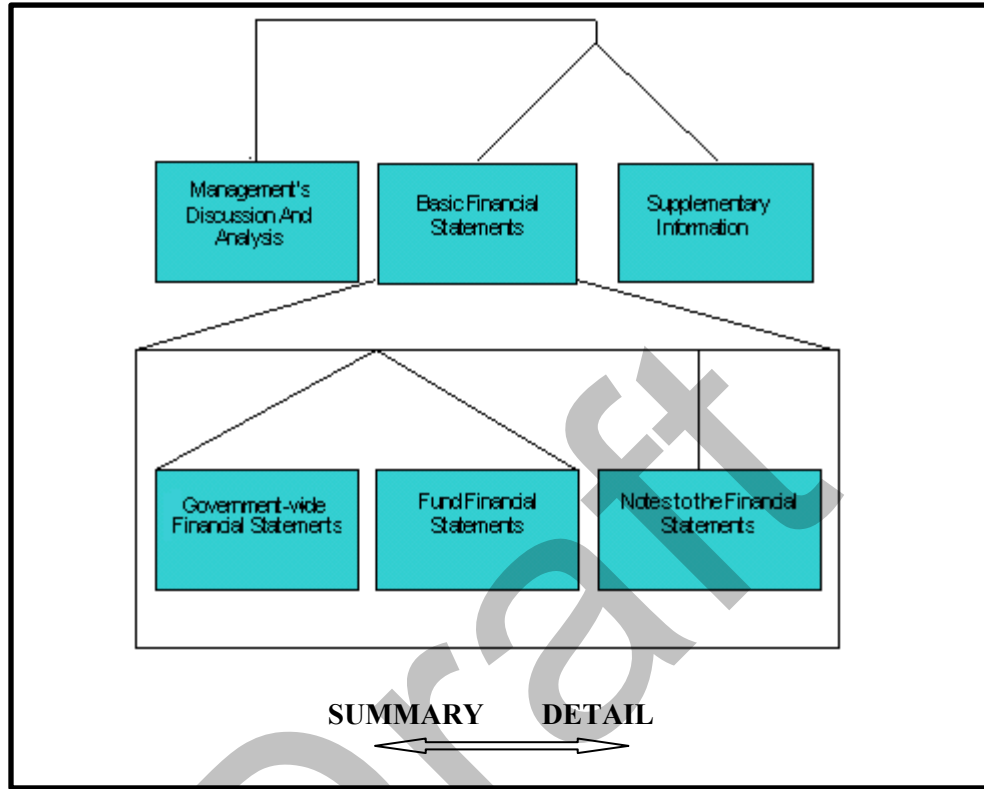 Management's
Discussion And
Analysis
Basic Financial
Statements
Supplementary
Information
Government-wide
Financial Statements
Fund Financial
Statements
Notes to the Financial
Statements
SUMMARY DETAIL
Draft